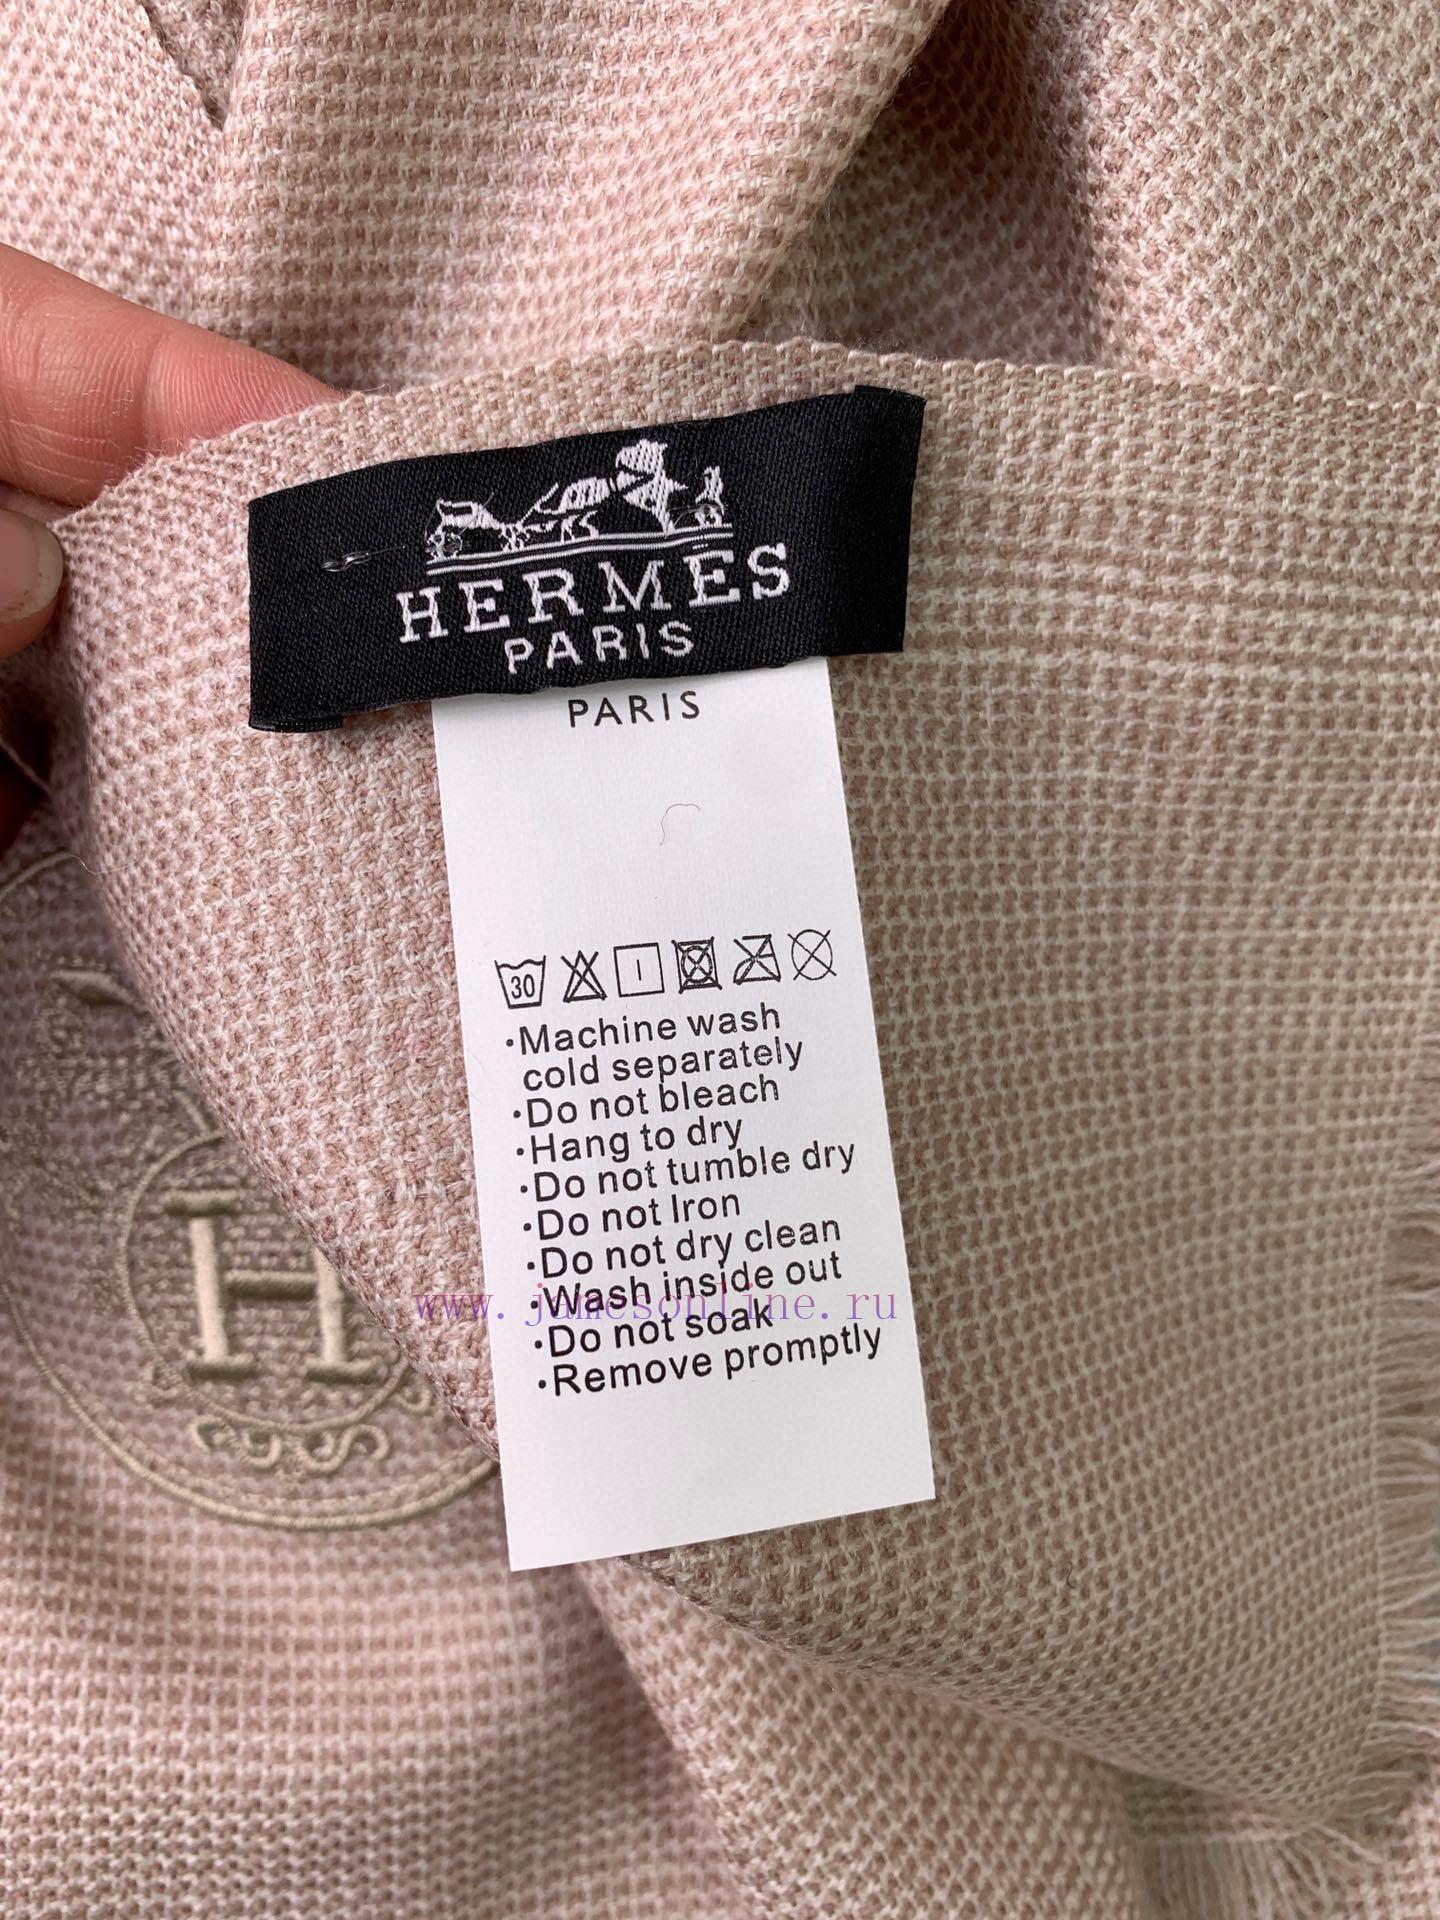 HERMES
PARIS
PARIS
30
•Machine wash
cold separately
•Do not bleach
•Hang to dry
•Do not tumble dry
•Do not Iron
•Do not dry clean
•Wash inside out
www.jamesonline.ru
•Do not soak
•Remove promptly
H